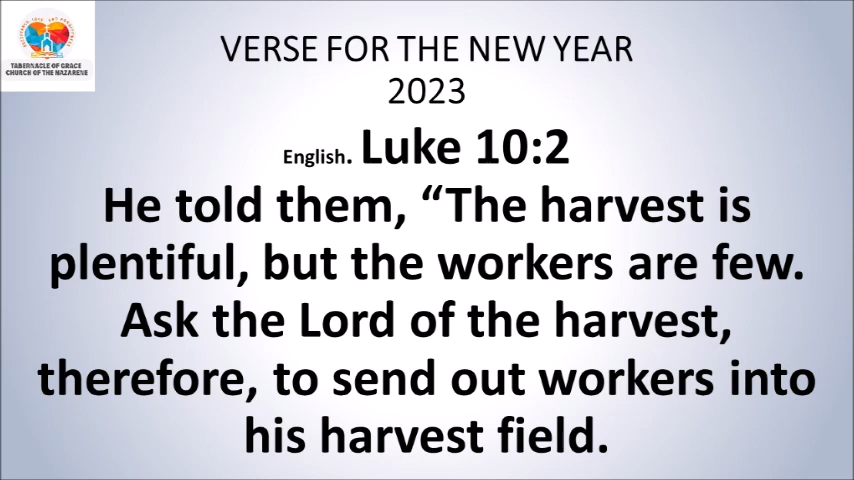 TABERNACLE OF GRACE
CHURCH OF THE NAZARENE
VERSE FOR THE NEW YEAR
2023
English. Luke 10:2
He told them, “The harvest is
plentiful, but the workers are few.
Ask the Lord of the harvest,
therefore, to send out workers into
his harvest field.